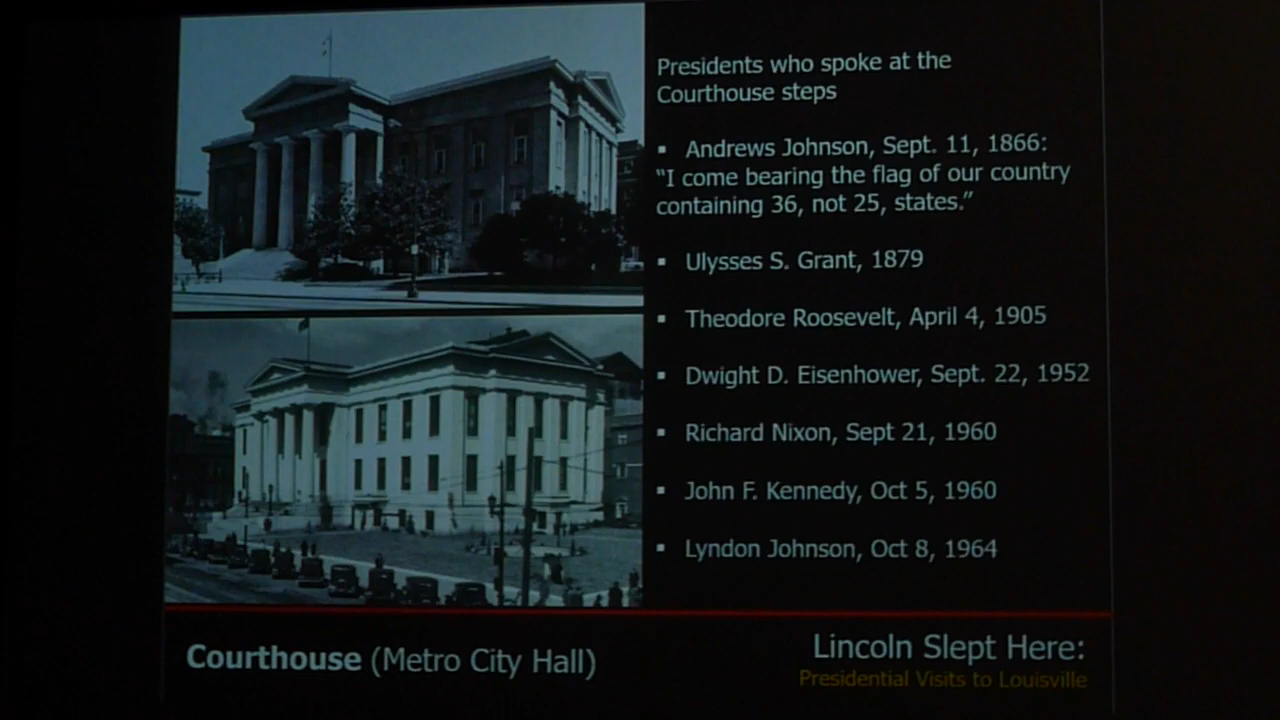 Presidents who spoke at the
Courthouse steps
▪ Andrews Johnson, Sept. 11, 1866:
“I come bearing the flag of our country
containing 36, not 25, states.”
▪ Ulysses S. Grant, 1879
▪ Theodore Roosevelt, April 4, 1905
▪ Dwight D. Eisenhower, Sept. 22, 1952
▪ Richard Nixon, Sept 21, 1960
▪ John F. Kennedy, Oct 5, 1960
▪ Lyndon Johnson, Oct 8, 1964
Courthouse (Metro City Hall)
Lincoln Slept Here:
Presidential Visits to Louisville